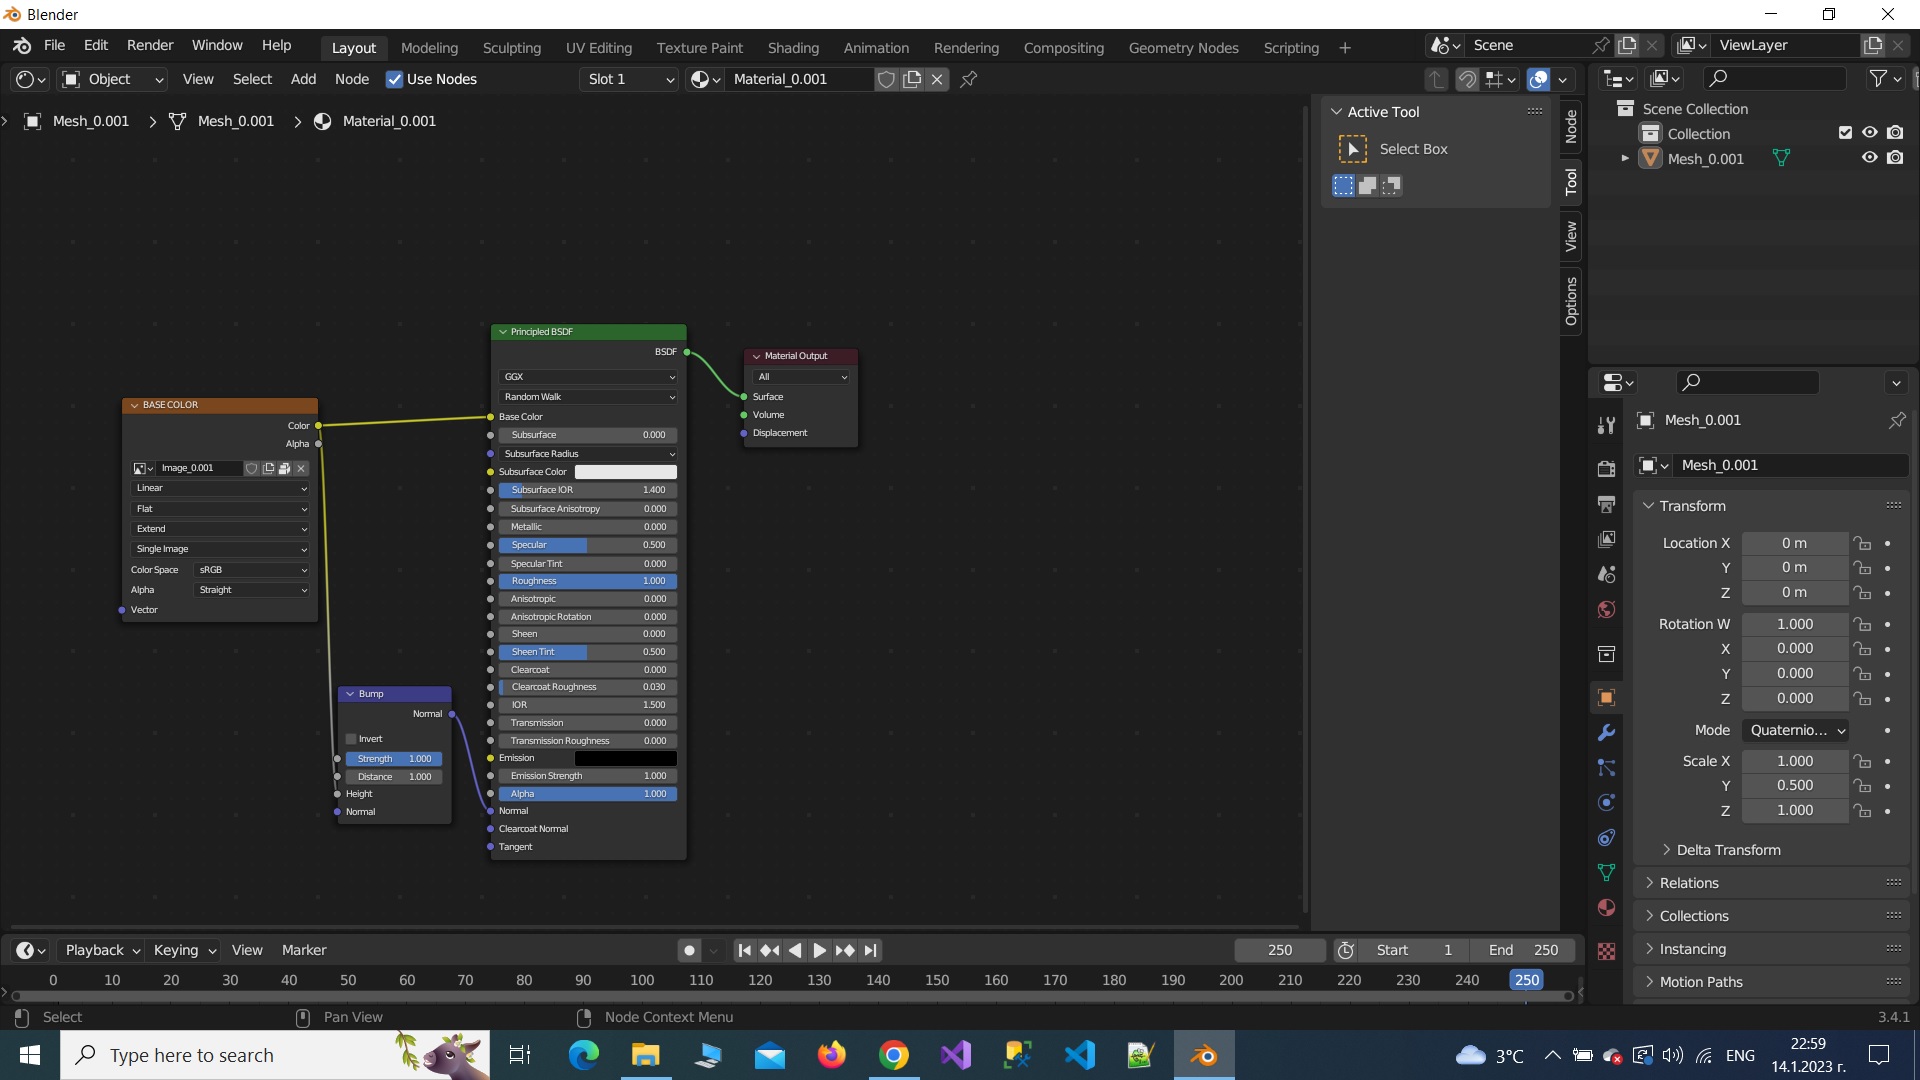 Blender
File Edit Render Window Help Layout Modeling Sculpting UV Editing Texture Paint Shading Animation Rendering Compositing Geometry Nodes Scripting + Scene ViewLayer
Object View Select Add Node Use Nodes Slot 1 Material_0.001
Mesh_0.001 > Mesh_0.001 > Material_0.001
Active Tool
Select Box
Node
Tool
View
Options
Scene Collection
Collection
Mesh_0.001
Principled BSDF
BSDF
GGX
Random Walk
Base Color
Subsurface 0.000
Subsurface Radius
Subsurface Color
Subsurface IOR 1.400
Subsurface Anisotropy 0.000
Metallic 0.000
Specular 0.500
Specular Tint 0.000
Roughness 1.000
Anisotropic 0.000
Anisotropic Rotation 0.000
Sheen 0.000
Sheen Tint 0.500
Clearcoat 0.000
Clearcoat Roughness 0.030
IOR 1.500
Transmission 0.000
Transmission Roughness 0.000
Emission
Emission Strength 1.000
Alpha 1.000
Normal
Clearcoat Normal
Tangent
Material Output
All
Surface
Volume
Displacement
BASE COLOR
Color
Alpha
Image_0.001
Linear
Flat
Extend
Single Image
Color Space sRGB
Alpha Straight
Vector
Bump
Normal
Invert
Strength 1.000
Distance 1.000
Height
Normal
Mesh_0.001
Mesh_0.001
Transform
Location X 0 m
Y 0 m
Z 0 m
Rotation W 1.000
X 0.000
Y 0.000
Z 0.000
Mode Quaternio...
Scale X 1.000
Y 0.500
Z 1.000
Delta Transform
Relations
Collections
Instancing
Motion Paths
Playback Keying View Marker 250 Start 1 End 250
0 10 20 30 40 50 60 70 80 90 100 110 120 130 140 150 160 170 180 190 200 210 220 230 240 250
Select Pan View Node Context Menu 3.4.1
Type here to search 3°C ENG 22:59
14.1.2023 г.